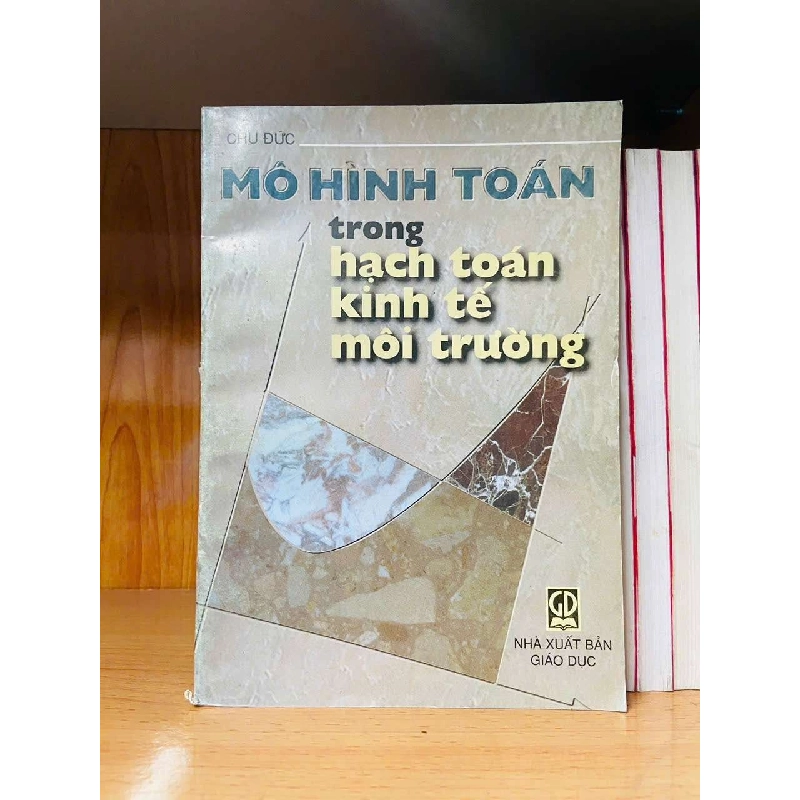 CHU ĐỨC
MÔ HÌNH TOÁN
trong
hạch toán
kinh tế
môi trường
GD
NHÀ XUẤT BẢN
GIÁO DỤC